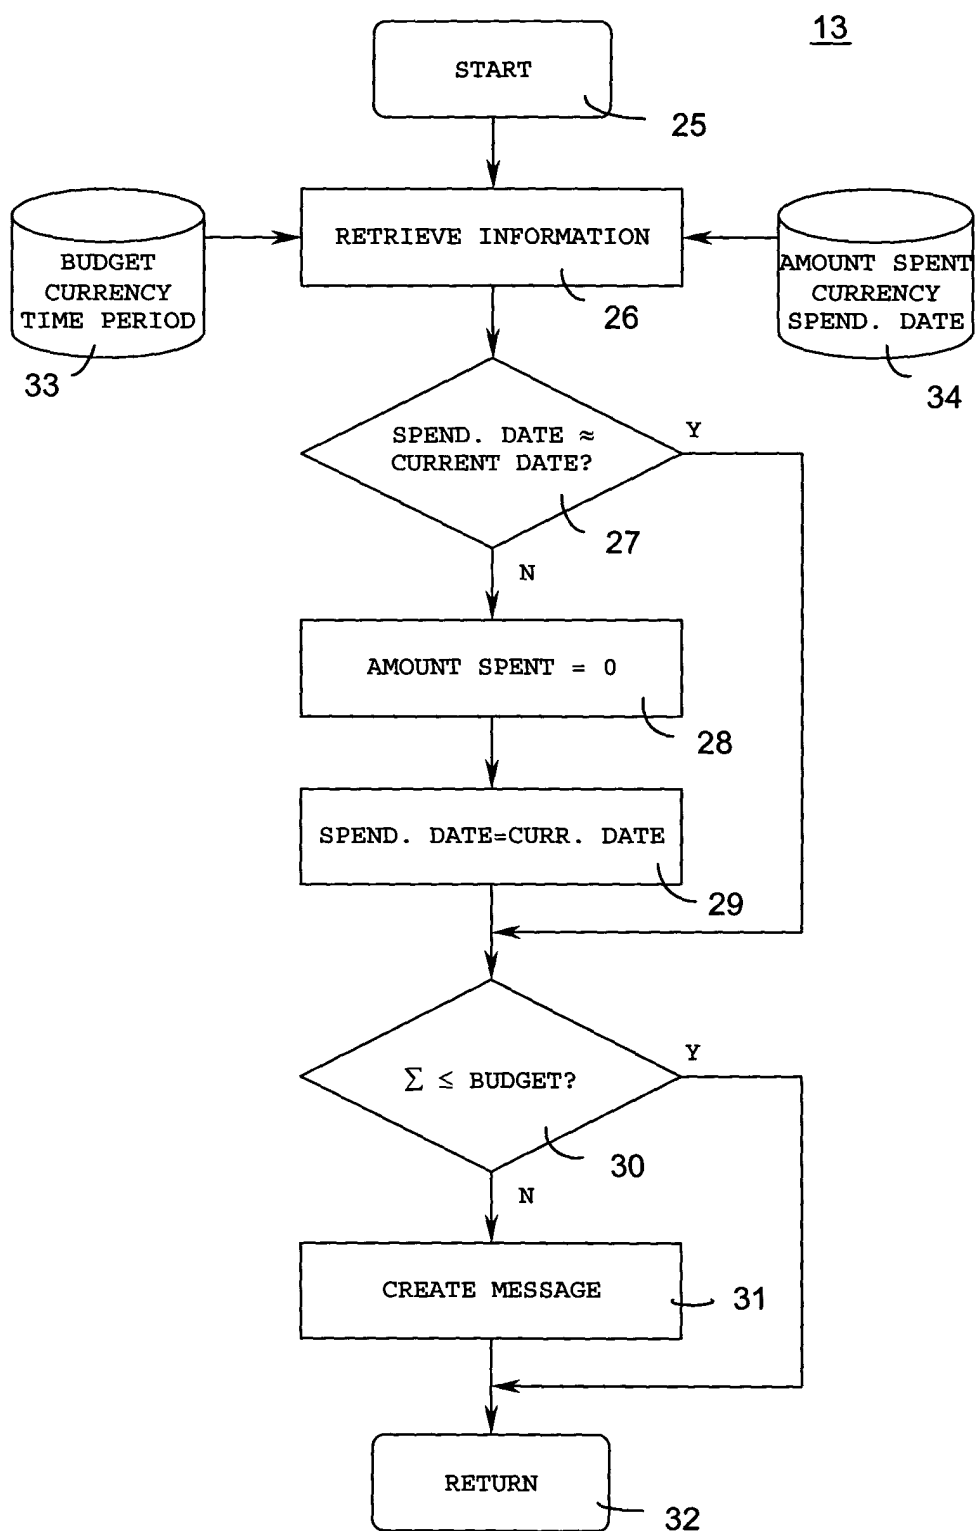 13
START
25
RETRIEVE INFORMATION
26
BUDGET
CURRENCY
TIME PERIOD
33
AMOUNT SPENT
CURRENCY
SPEND. DATE
34
SPEND. DATE ≈
CURRENT DATE?
27
Y
N
AMOUNT SPENT = 0
28
SPEND. DATE=CURR. DATE
29
Σ ≤ BUDGET?
30
Y
N
CREATE MESSAGE
31
RETURN
32